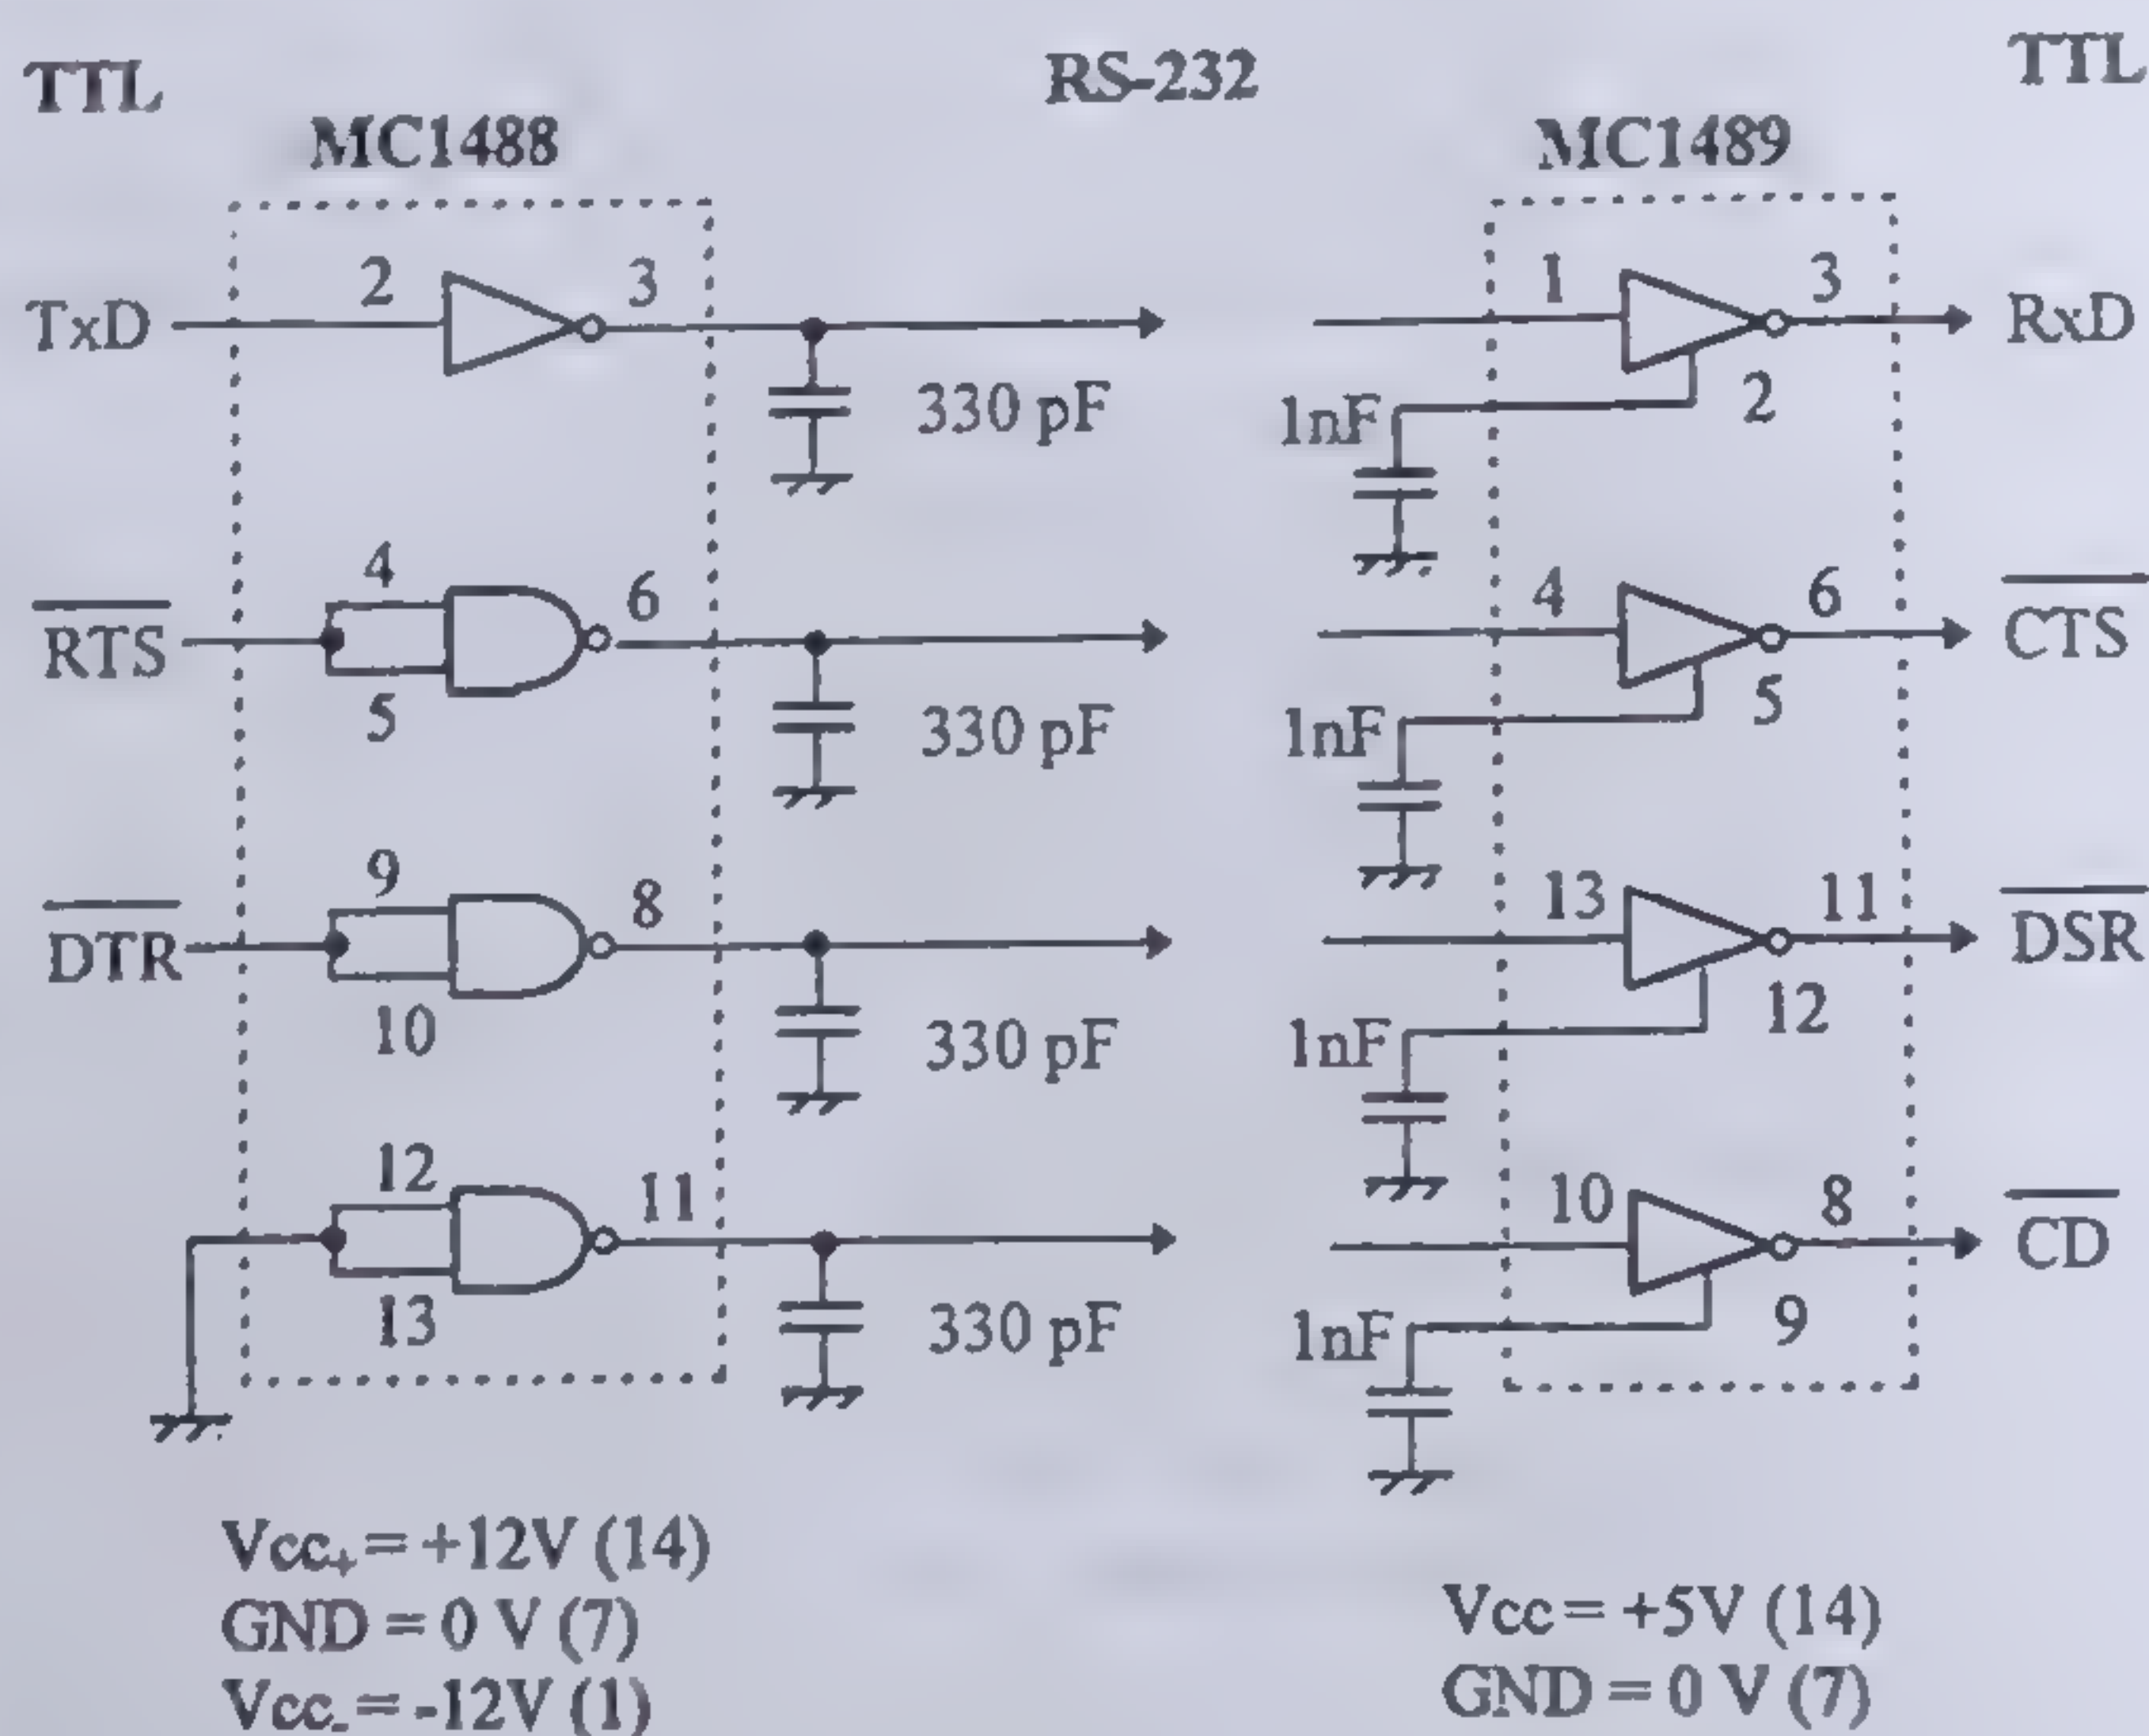 TTL
RS-232
TTL
MC1488
MC1489
TxD
2
3
330 pF
1
3
2
1nF
RxD
RTS
4
5
6
330 pF
4
6
5
1nF
CTS
DTR
9
10
8
330 pF
13
11
12
1nF
DSR
12
13
11
330 pF
10
8
9
1nF
CD
Vcc+ = +12V (14)
GND = 0 V (7)
Vcc- = -12V (1)
Vcc = +5V (14)
GND = 0 V (7)